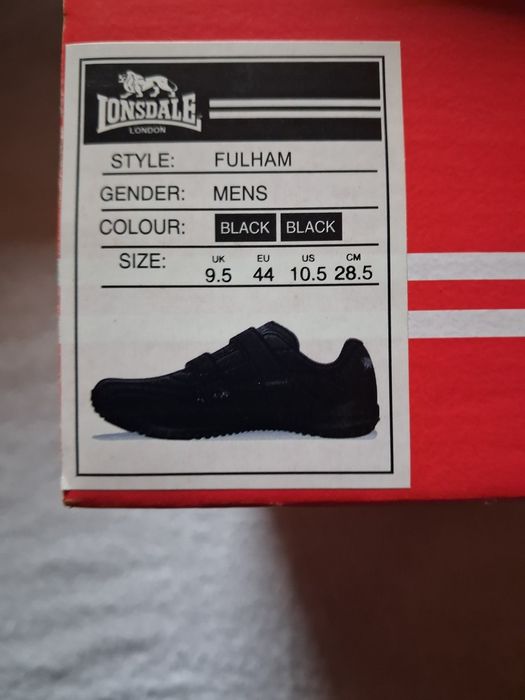 LONSDALE
LONDON
STYLE: FULHAM
GENDER: MENS
COLOUR: BLACK BLACK
SIZE: UK 9.5 EU 44 US 10.5 CM 28.5